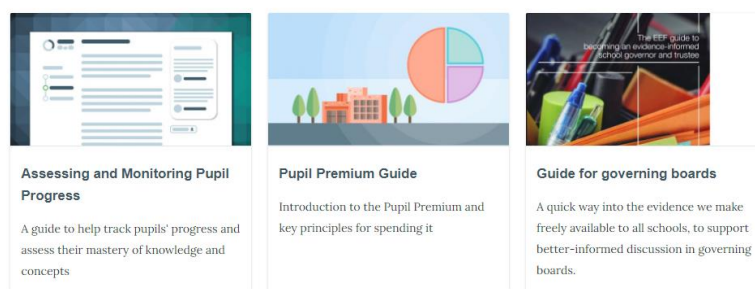 The EEF guide to
becoming an evidence-informed
school governor and trustee
Assessing and Monitoring Pupil
Progress
A guide to help track pupils' progress and
assess their mastery of knowledge and
concepts
Pupil Premium Guide
Introduction to the Pupil Premium and
key principles for spending it
Guide for governing boards
A quick way into the evidence we make
freely available to all schools, to support
better-informed discussion in governing
boards.